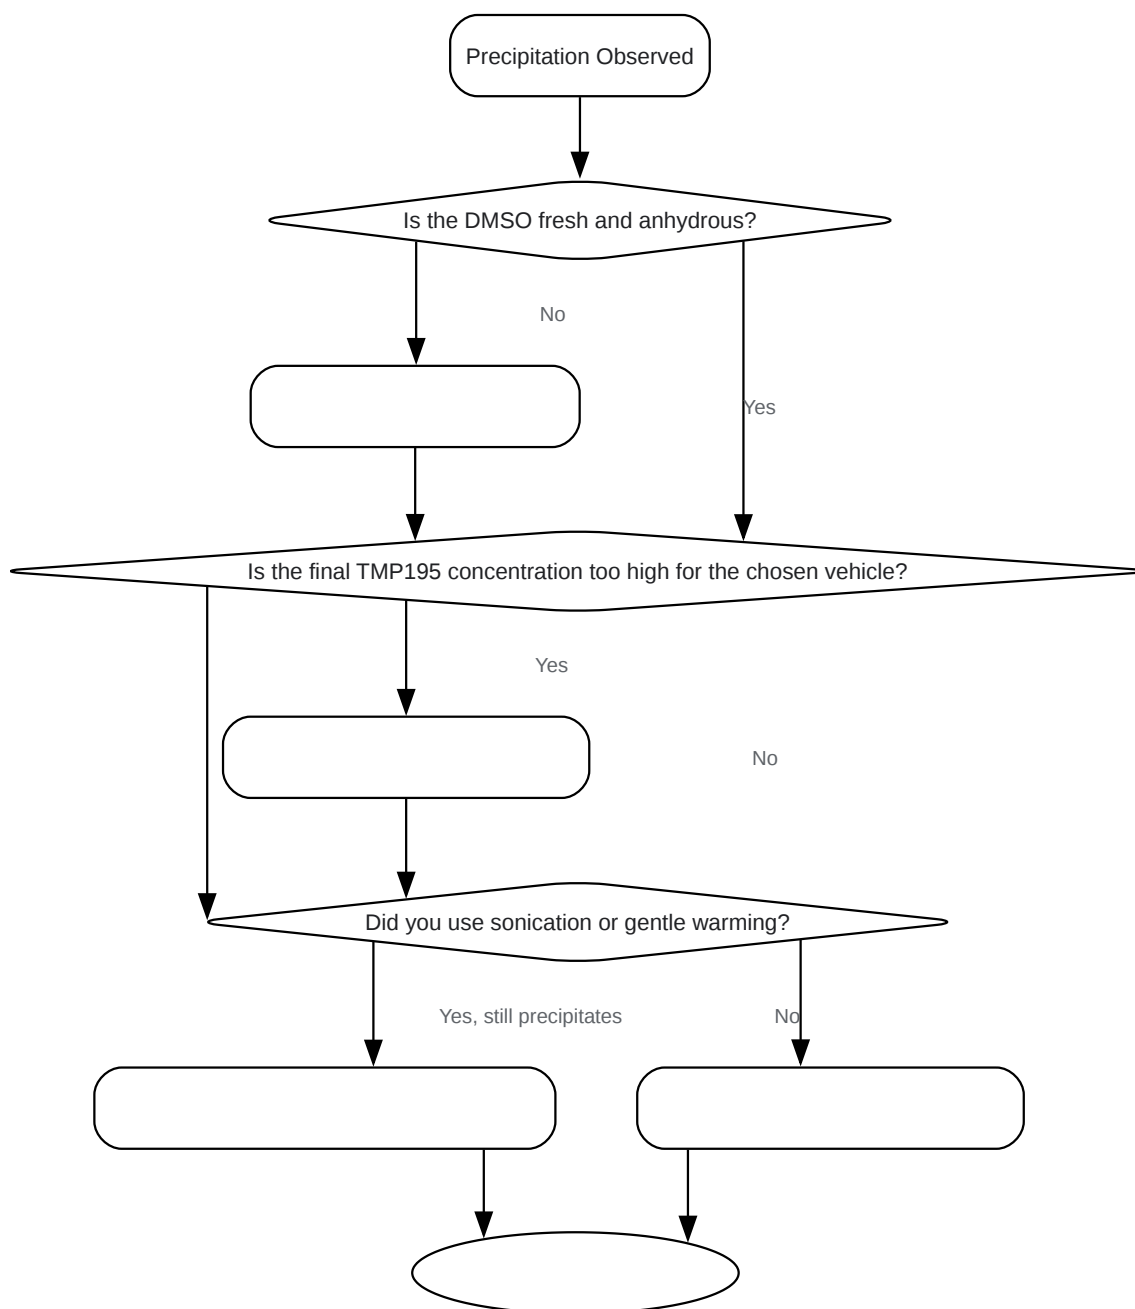 Precipitation Observed
Is the DMSO fresh and anhydrous?
No
Yes
Is the final TMP195 concentration too high for the chosen vehicle?
Yes
No
Did you use sonication or gentle warming?
Yes, still precipitates
No